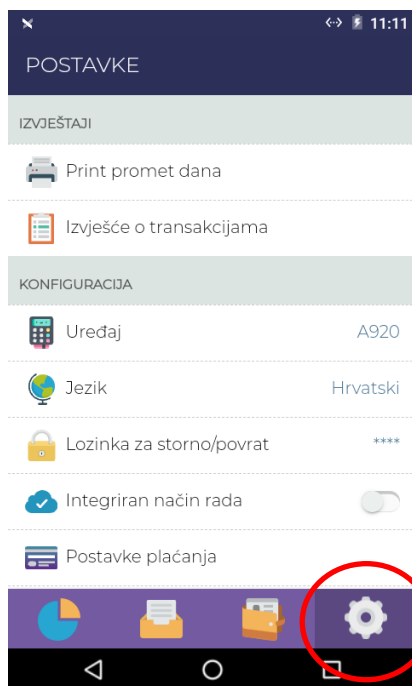 11:11
POSTAVKE
IZVJEŠTAJI
Print promet dana
Izvješće o transakcijama
KONFIGURACIJA
Uređaj A920
Jezik Hrvatski
Lozinka za storno/povrat ****
Integriran način rada
Postavke plaćanja